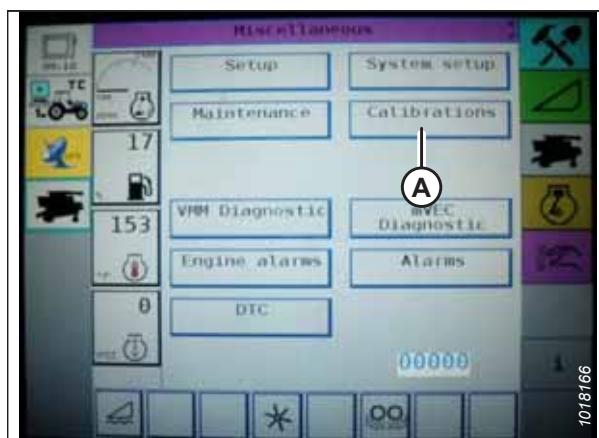 Miscellaneous
Setup
System setup
TC
Maintenance
Calibrations
17
A
153
VMM Diagnostic
mVEC
Diagnostic
Engine alarms
Alarms
0
DTC
00000
i
1018166